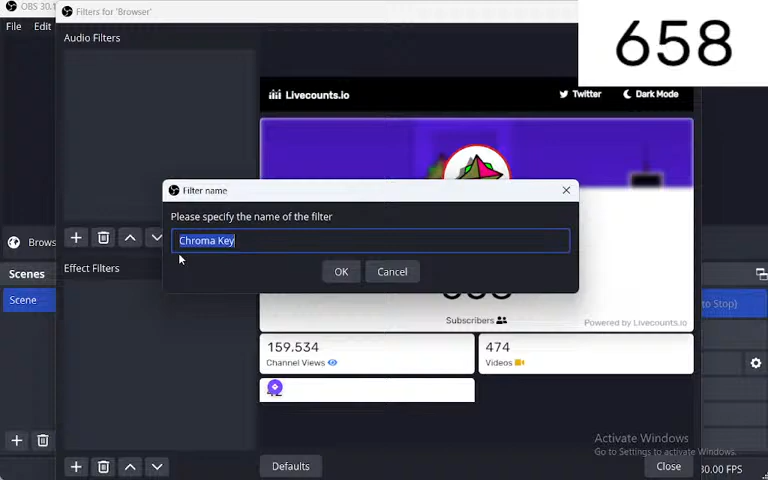 OBS 30.1
Filters for 'Browser'
658
File Edit
Audio Filters
Livecounts.io
Twitter
Dark Mode
Filter name
Please specify the name of the filter
Chroma Key
OK
Cancel
Brows
Scenes
Effect Filters
Scene
to Stop)
Subscribers
Powered by Livecounts.io
159.534
Channel Views
474
Videos
Activate Windows
Go to Settings to activate Windows.
Defaults
Close
30.00 FPS